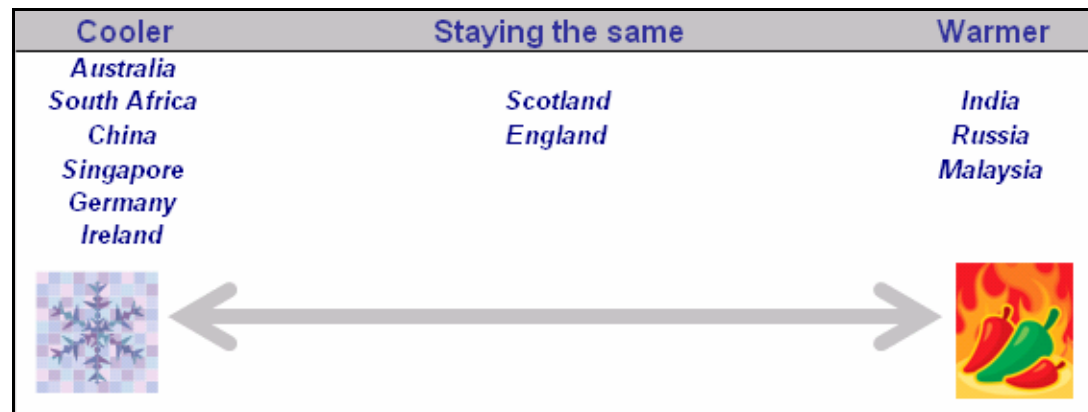 Cooler Staying the same Warmer
Australia
South Africa Scotland India
China England Russia
Singapore Malaysia
Germany
Ireland